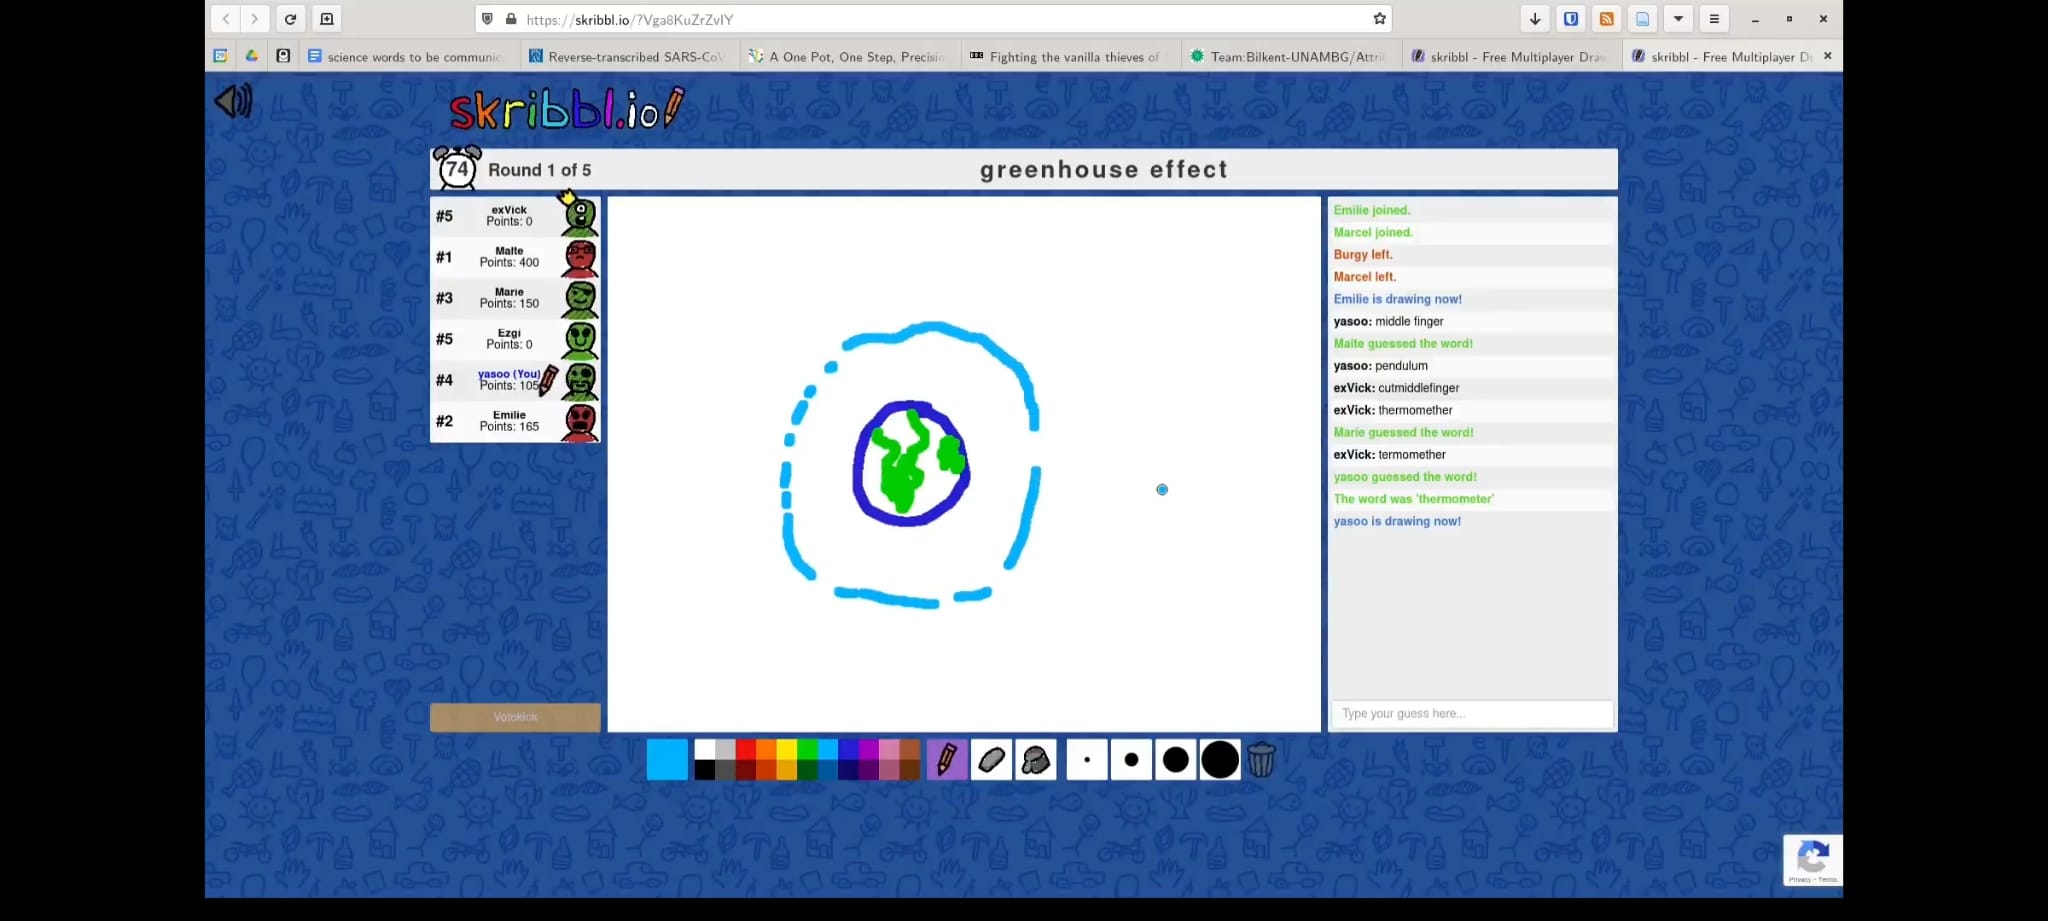 https://skribbl.io/?Vga8KuZrZvIY
science words to be communic
Reverse-transcribed SARS-CoV
A One Pot, One Step, Precisio
Fighting the vanilla thieves of
Team:Bilkent-UNAMBG/Attri
skribbl - Free Multiplayer Draw
skribbl - Free Multiplayer Dr
skribbl.io
74
Round 1 of 5
greenhouse effect
#5
exVick
Points: 0
#1
Malte
Points: 400
#3
Marie
Points: 150
#5
Ezgi
Points: 0
#4
yasoo (You)
Points: 105
#2
Emilie
Points: 165
Votekick
Emilie joined.
Marcel joined.
Burgy left.
Marcel left.
Emilie is drawing now!
yasoo: middle finger
Malte guessed the word!
yasoo: pendulum
exVick: cutmiddlefinger
exVick: thermomether
Marie guessed the word!
exVick: termomether
yasoo guessed the word!
The word was 'thermometer'
yasoo is drawing now!
Type your guess here...
Privacy - Terms